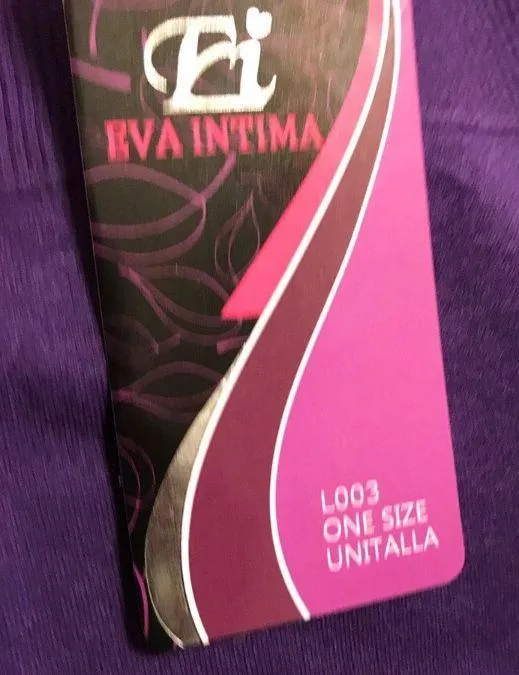 Ei
EVA INTIMA
L003
ONE SIZE
UNITALLA